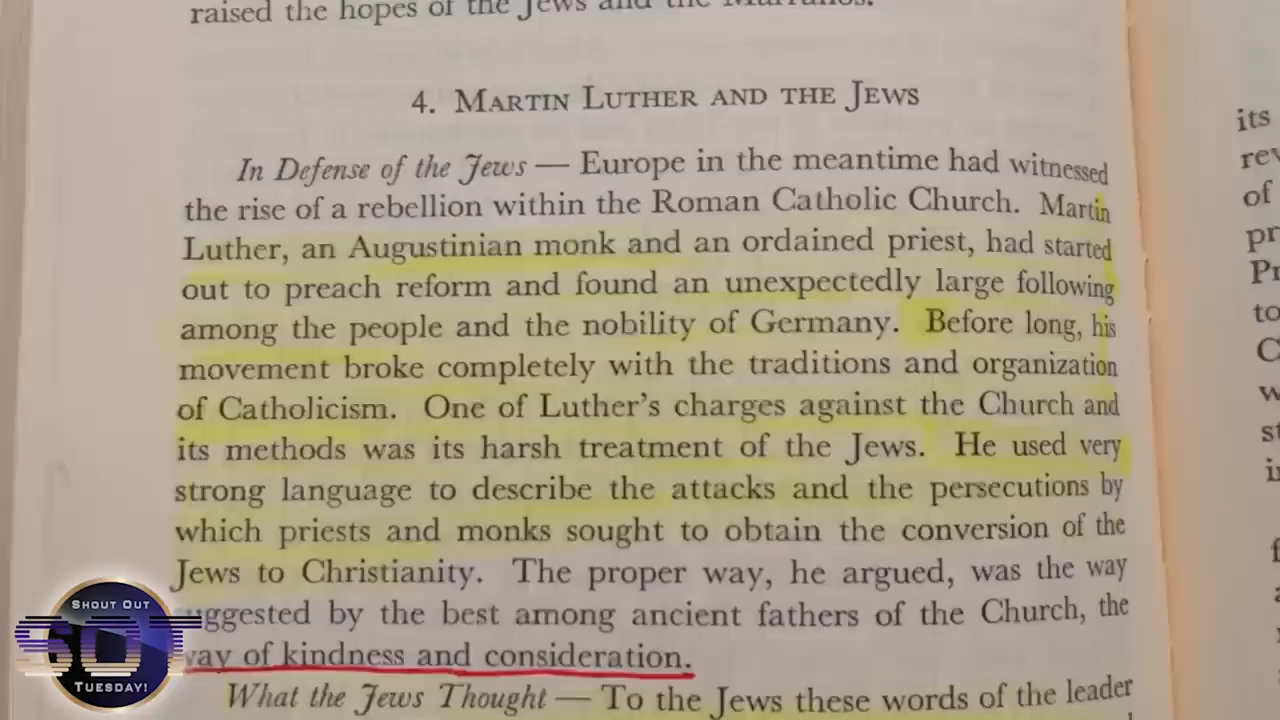 raised the hopes of the Jews and the Marranos.
4. MARTIN LUTHER AND THE JEWS
In Defense of the Jews — Europe in the meantime had witnessed
the rise of a rebellion within the Roman Catholic Church. Martin
Luther, an Augustinian monk and an ordained priest, had started
out to preach reform and found an unexpectedly large following
among the people and the nobility of Germany. Before long, his
movement broke completely with the traditions and organization
of Catholicism. One of Luther's charges against the Church and
its methods was its harsh treatment of the Jews. He used very
strong language to describe the attacks and the persecutions by
which priests and monks sought to obtain the conversion of the
Jews to Christianity. The proper way, he argued, was the way
uggested by the best among ancient fathers of the Church, the
way of kindness and consideration.
What the Jews Thought — To the Jews these words of the leader
its
of
to
SHOUT OUT
SOT
TUESDAY!